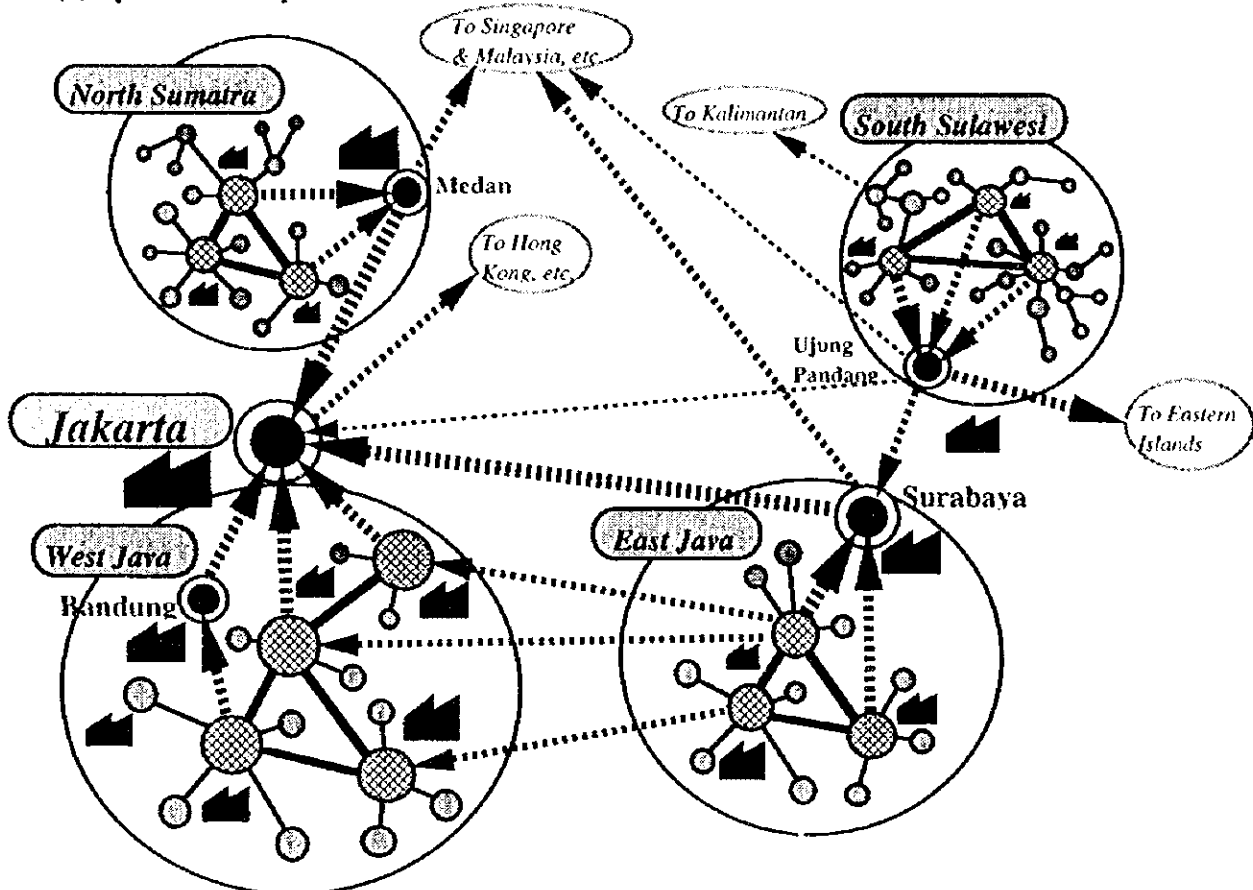 To Singapore
& Malaysia, etc.
North Sumatra
To Kalimantan
South Sulawesi
Medan
To Hong
Kong, etc.
Ujung
Pandang
Jakarta
To Eastern
Islands
Surabaya
West Java
East Java
Bandung